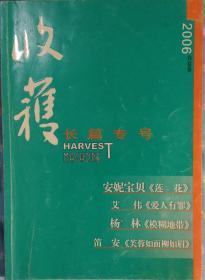 收穫
2006
长篇专号
HARVEST
安妮宝贝《莲 花》
艾 伟《爱人有罪》
杨 林《模糊地带》
笛 安《芙蓉如面柳如眉》